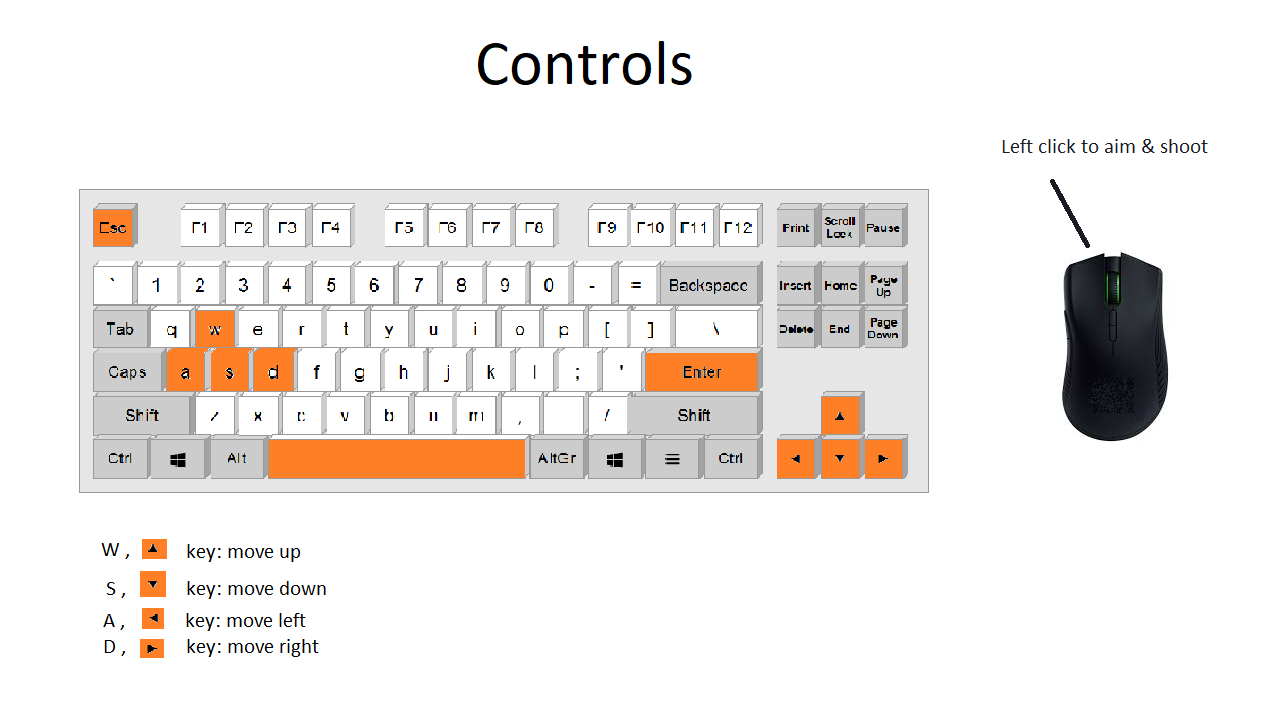 Controls
Left click to aim & shoot
Esc F1 F2 F3 F4 F5 F6 F7 F8 F9 F10 F11 F12 Print Scroll Lock Pause
` 1 2 3 4 5 6 7 8 9 0 - = Backspace Insert Home Page Up
Tab q w e r t y u i o p [ ] \ Delete End Page Down
Caps a s d f g h j k l ; ' Enter
Shift z x c v b n m , / Shift ▲
Ctrl Alt AltGr ☰ Ctrl ◄ ▼ ►
W , ▲ key: move up
S , ▼ key: move down
A , ◄ key: move left
D , ► key: move right